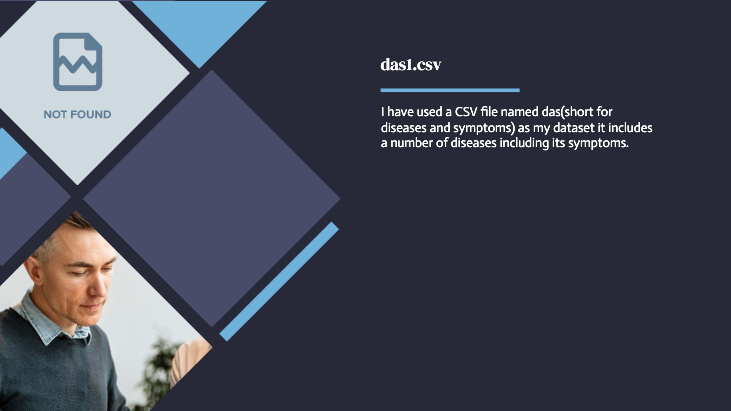 NOT FOUND
das1.csv
I have used a CSV file named das(short for
diseases and symptoms) as my dataset it includes
a number of diseases including its symptoms.